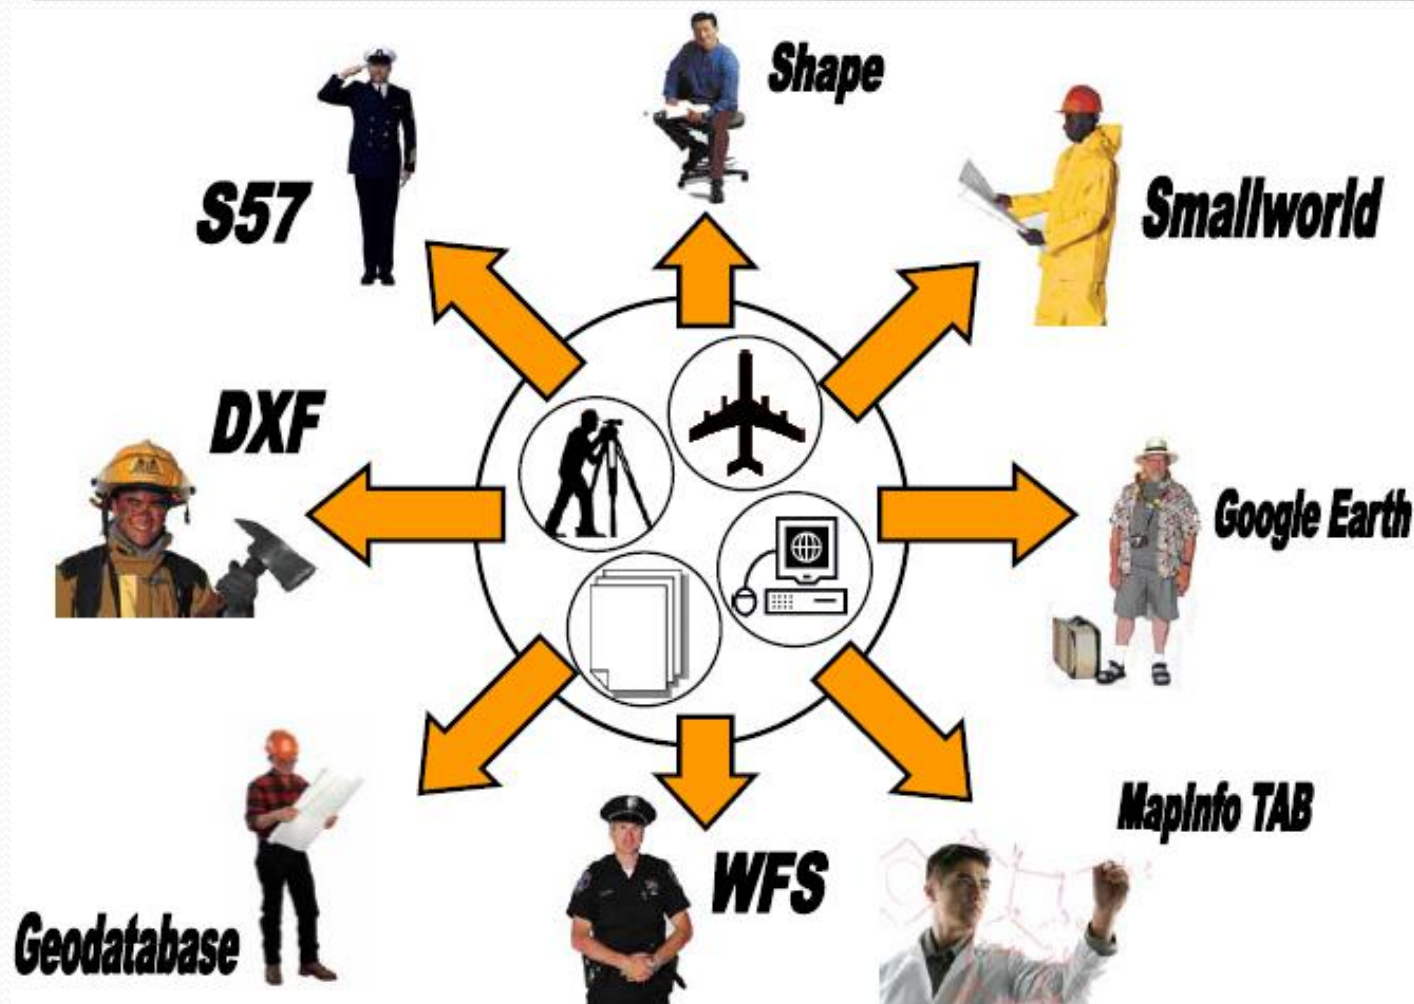 Shape
S57
Smallworld
DXF
Google Earth
MapInfo TAB
WFS
Geodatabase